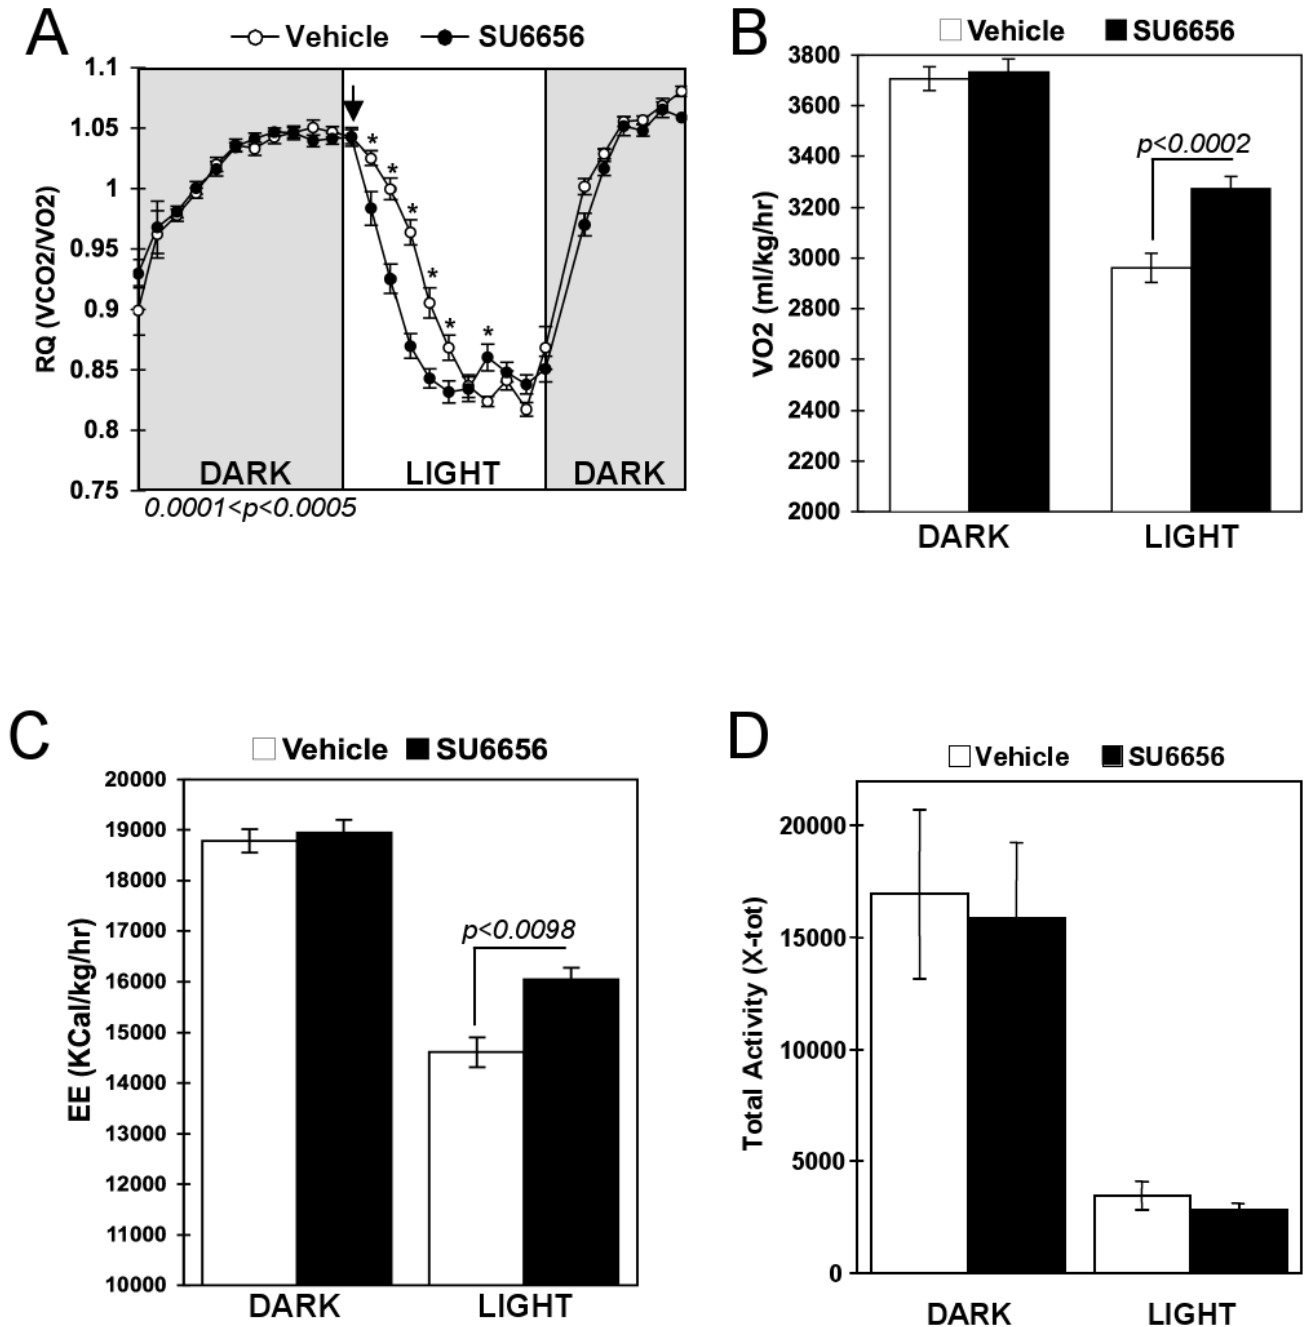 A
Vehicle SU6656
1.1
1.05
1
0.95
0.9
0.85
0.8
0.75
RQ (VCO2/VO2)
* * * * * *
DARK LIGHT DARK
0.0001<p<0.0005
B
Vehicle SU6656
3800
3600
3400
3200
3000
2800
2600
2400
2200
2000
VO2 (ml/kg/hr)
p<0.0002
DARK LIGHT
C
Vehicle SU6656
20000
19000
18000
17000
16000
15000
14000
13000
12000
11000
10000
EE (KCal/kg/hr)
p<0.0098
DARK LIGHT
D
Vehicle SU6656
20000
15000
10000
5000
0
Total Activity (X-tot)
DARK LIGHT